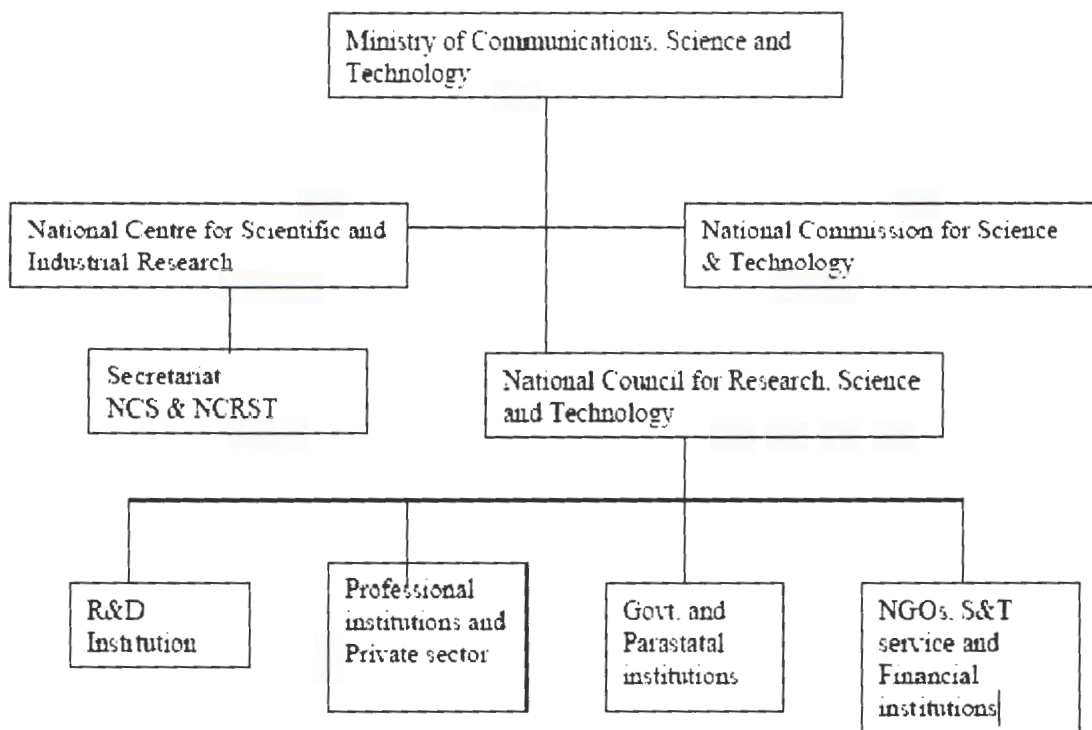 Ministry of Communications, Science and
Technology
National Centre for Scientific and
Industrial Research
National Commission for Science
& Technology
Secretariat
NCS & NCRST
National Council for Research, Science
and Technology
R&D
Institution
Professional
institutions and
Private sector
Govt. and
Parastatal
institutions
NGOs, S&T
service and
Financial
institutions